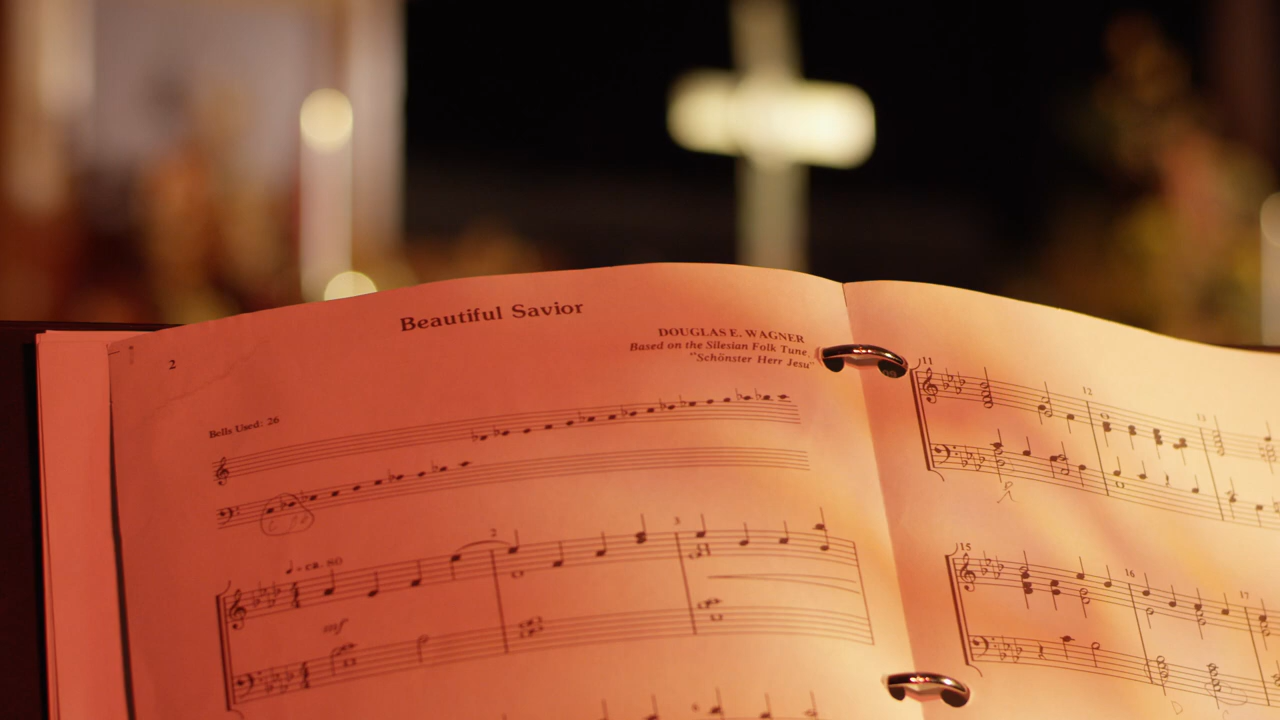 Beautiful Savior
2
DOUGLAS E. WAGNER
Based on the Silesian Folk Tune,
"Schönster Herr Jesu"
Bells Used: 26
♩ = ca. 80
2
3
mf
11
12
13
15
16
17